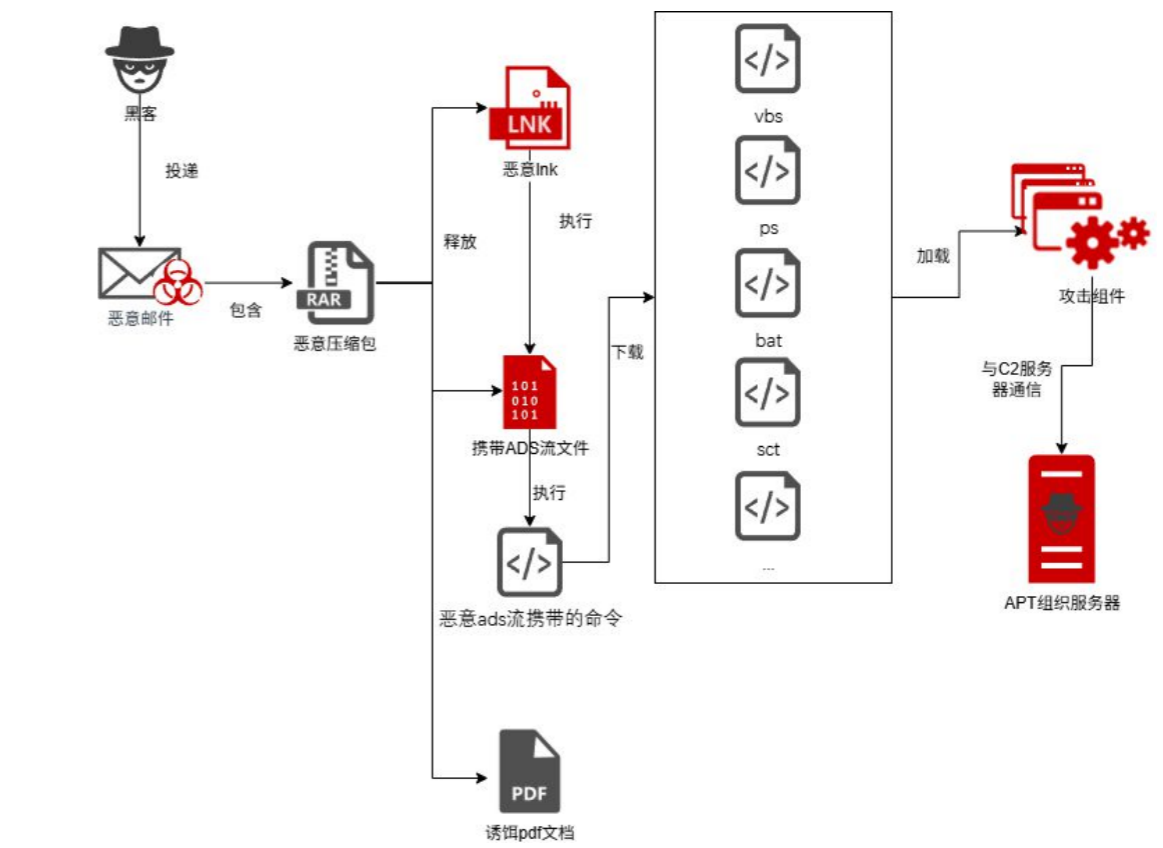 黑客
投递
恶意邮件
包含
RAR
恶意压缩包
释放
LNK
恶意lnk
执行
101
010
101
携带ADS流文件
执行
</>
恶意ads流携带的命令
PDF
诱饵pdf文档
下载
</>
vbs
</>
ps
</>
bat
</>
sct
</>
...
加载
攻击组件
与C2服务
器通信
APT组织服务器